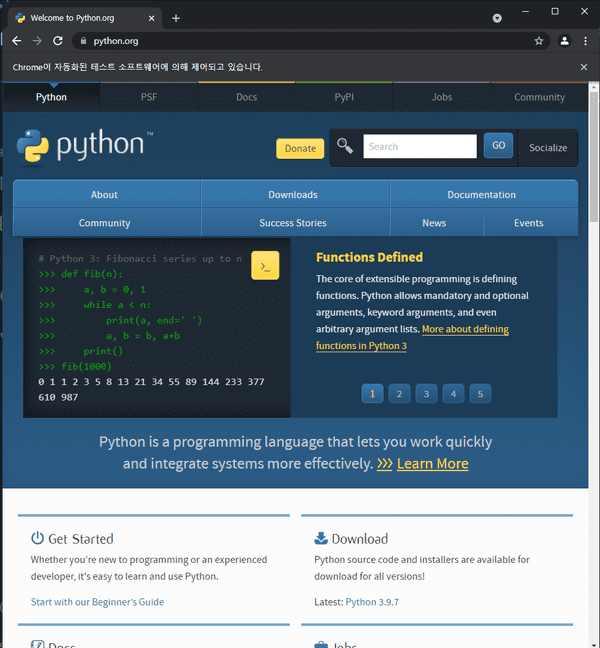 Welcome to Python.org
python.org
Chrome이 자동화된 테스트 소프트웨어에 의해 제어되고 있습니다.
Python PSF Docs PyPI Jobs Community
python™
Donate Search GO Socialize
About Downloads Documentation
Community Success Stories News Events
# Python 3: Fibonacci series up to n
>>> def fib(n):
>>>     a, b = 0, 1
>>>     while a < n:
>>>         print(a, end=' ')
>>>         a, b = b, a+b
>>>     print()
>>> fib(1000)
0 1 1 2 3 5 8 13 21 34 55 89 144 233 377
610 987
>_
Functions Defined
The core of extensible programming is defining
functions. Python allows mandatory and optional
arguments, keyword arguments, and even
arbitrary argument lists. More about defining
functions in Python 3
1 2 3 4 5
Python is a programming language that lets you work quickly
and integrate systems more effectively. >>> Learn More
Get Started
Whether you're new to programming or an experienced
developer, it's easy to learn and use Python.
Start with our Beginner's Guide
Download
Python source code and installers are available for
download for all versions!
Latest: Python 3.9.7
Docs
Jobs